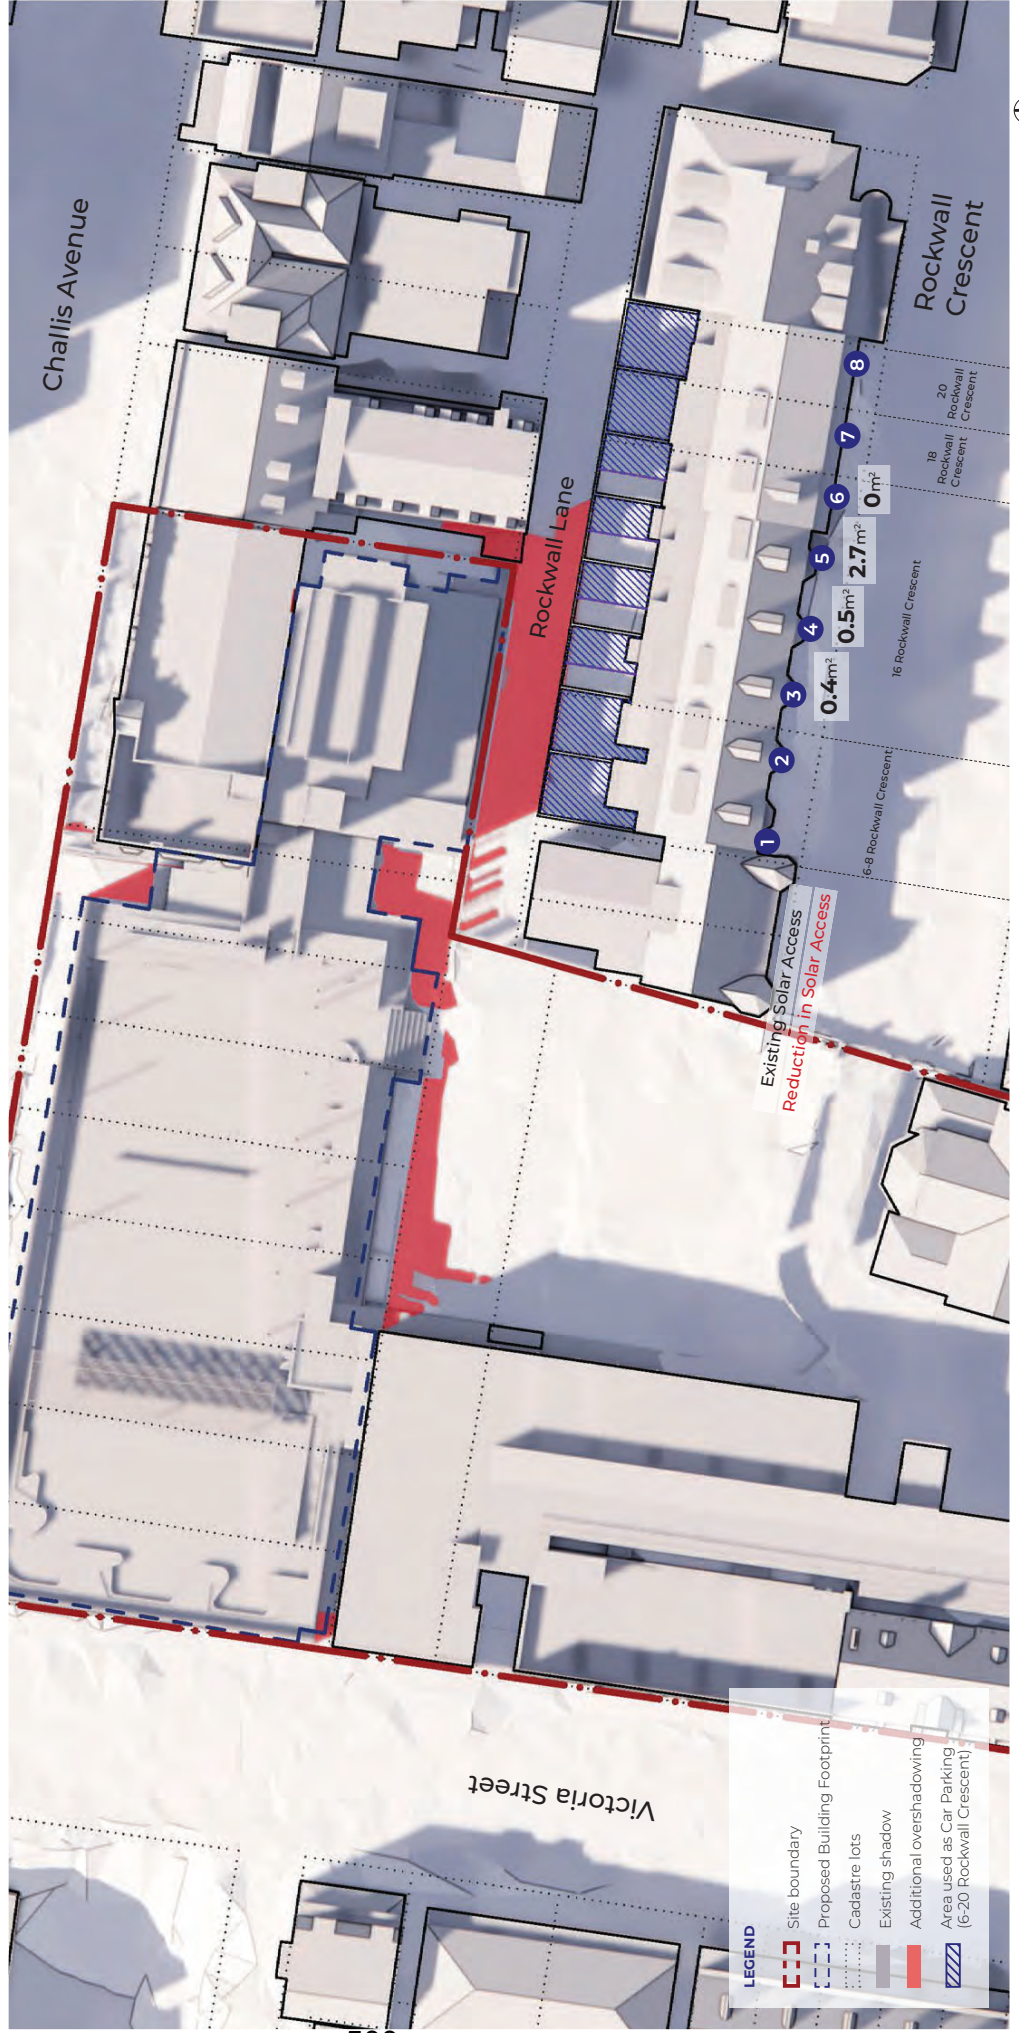 Challis Avenue
Rockwall Lane
Rockwall
Crescent
Victoria Street
1
2
3
4
5
6
7
8
0.4m²
0.5m²
2.7m²
0m²
6-8 Rockwall Crescent
16 Rockwall Crescent
18
Rockwall
Crescent
20
Rockwall
Crescent
Existing Solar Access
Reduction in Solar Access
LEGEND
Site boundary
Proposed Building Footprint
Cadastre lots
Existing shadow
Additional overshadowing
Area used as Car Parking
(6-20 Rockwall Crescent)